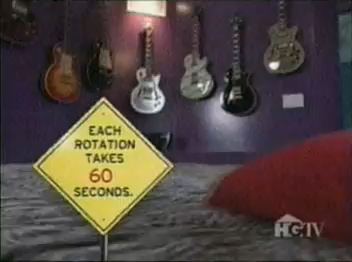 EACH
ROTATION
TAKES
60
SECONDS.
HGTV